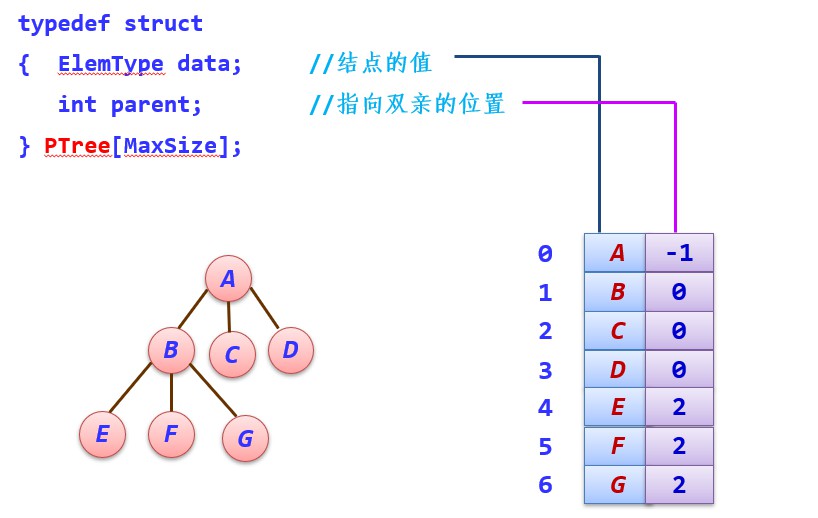 typedef struct
{ ElemType data; //结点的值
int parent; //指向双亲的位置
} PTree[MaxSize];
A
B C D
E F G
0 A -1
1 B 0
2 C 0
3 D 0
4 E 2
5 F 2
6 G 2